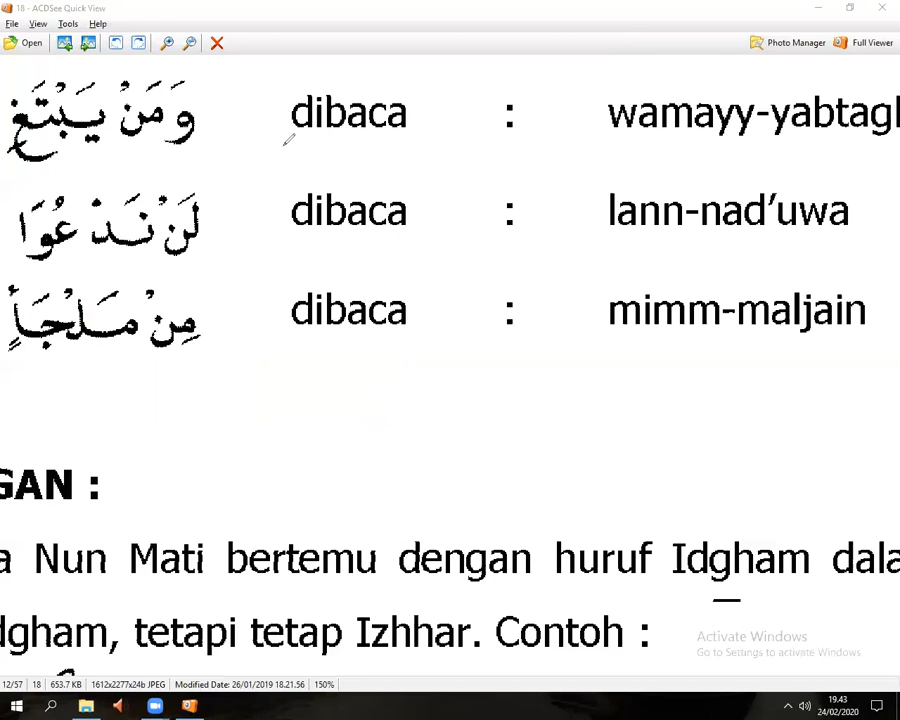 18 - ACDSee Quick View
File View Tools Help
Open Photo Manager Full Viewer
وَمَنْ يَبْتَغِ dibaca : wamayy-yabtagh
لَنْ نَدْعُوَا dibaca : lann-nad’uwa
مِنْ مَلْجَأٍ dibaca : mimm-maljain
GAN :
a Nun Mati bertemu dengan huruf Idgham dala
dgham, tetapi tetap Izhhar. Contoh :
Activate Windows
Go to Settings to activate Windows
12/57 18 653.7 KB 1612x2277x24b JPEG Modified Date: 26/01/2019 18.21.56 150%
19.43
24/02/2020